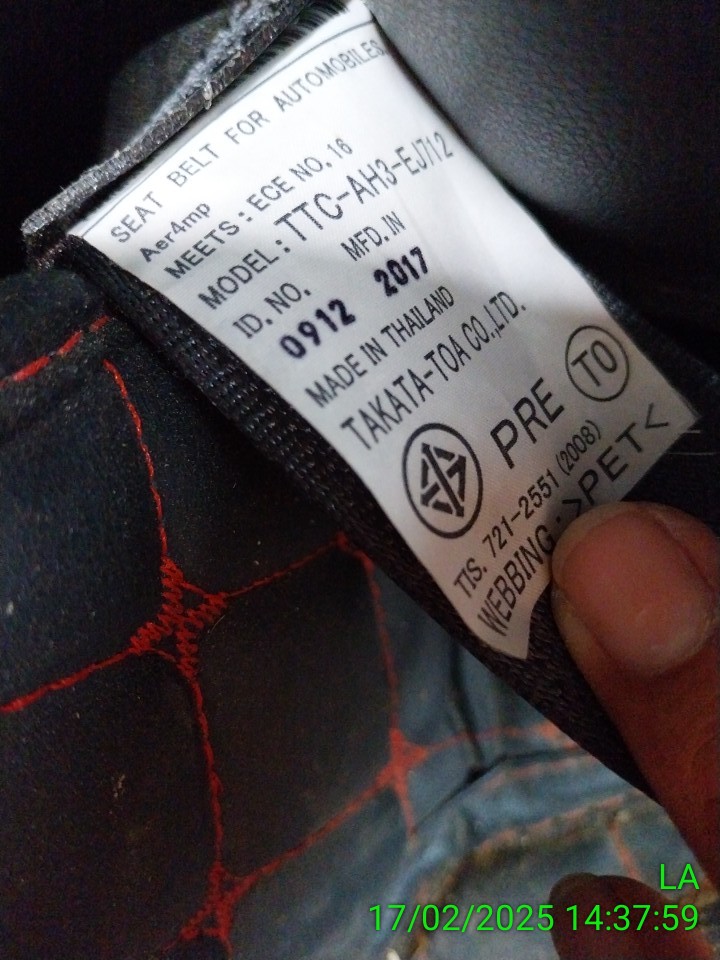 SEAT BELT FOR AUTOMOBILES
Aer4mp
MEETS : ECE NO. 16
MODEL : TTC-AH3-EJ712
ID. NO. MFD. IN
0912 2017
MADE IN THAILAND
TAKATA-TOA CO.,LTD.
PRE TO
TIS. 721-2551 (2008)
WEBBING : >PET<
LA
17/02/2025 14:37:59